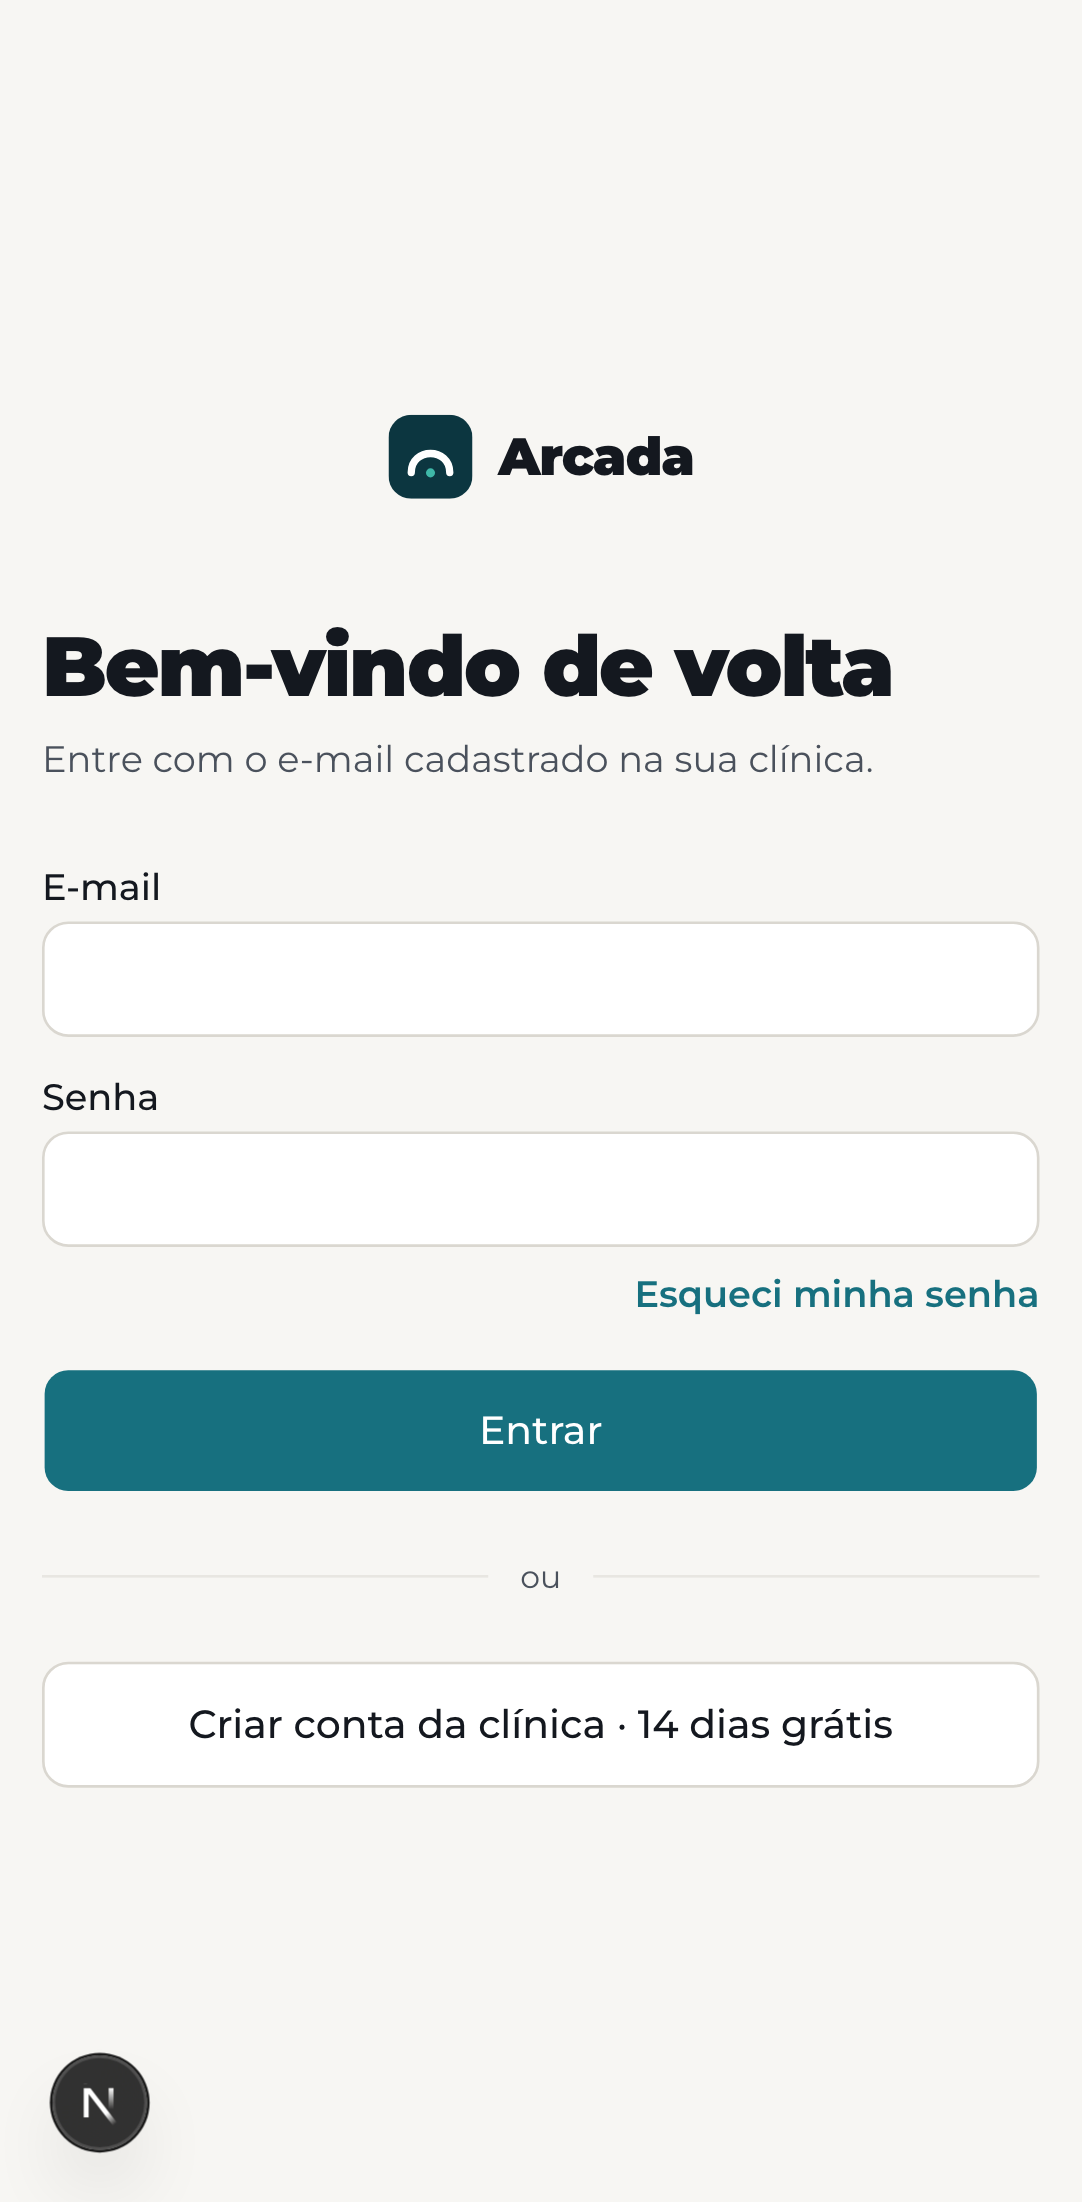 Arcada
Bem-vindo de volta
Entre com o e-mail cadastrado na sua clínica.
E-mail
Senha
Esqueci minha senha
Entrar
ou
Criar conta da clínica · 14 dias grátis
N